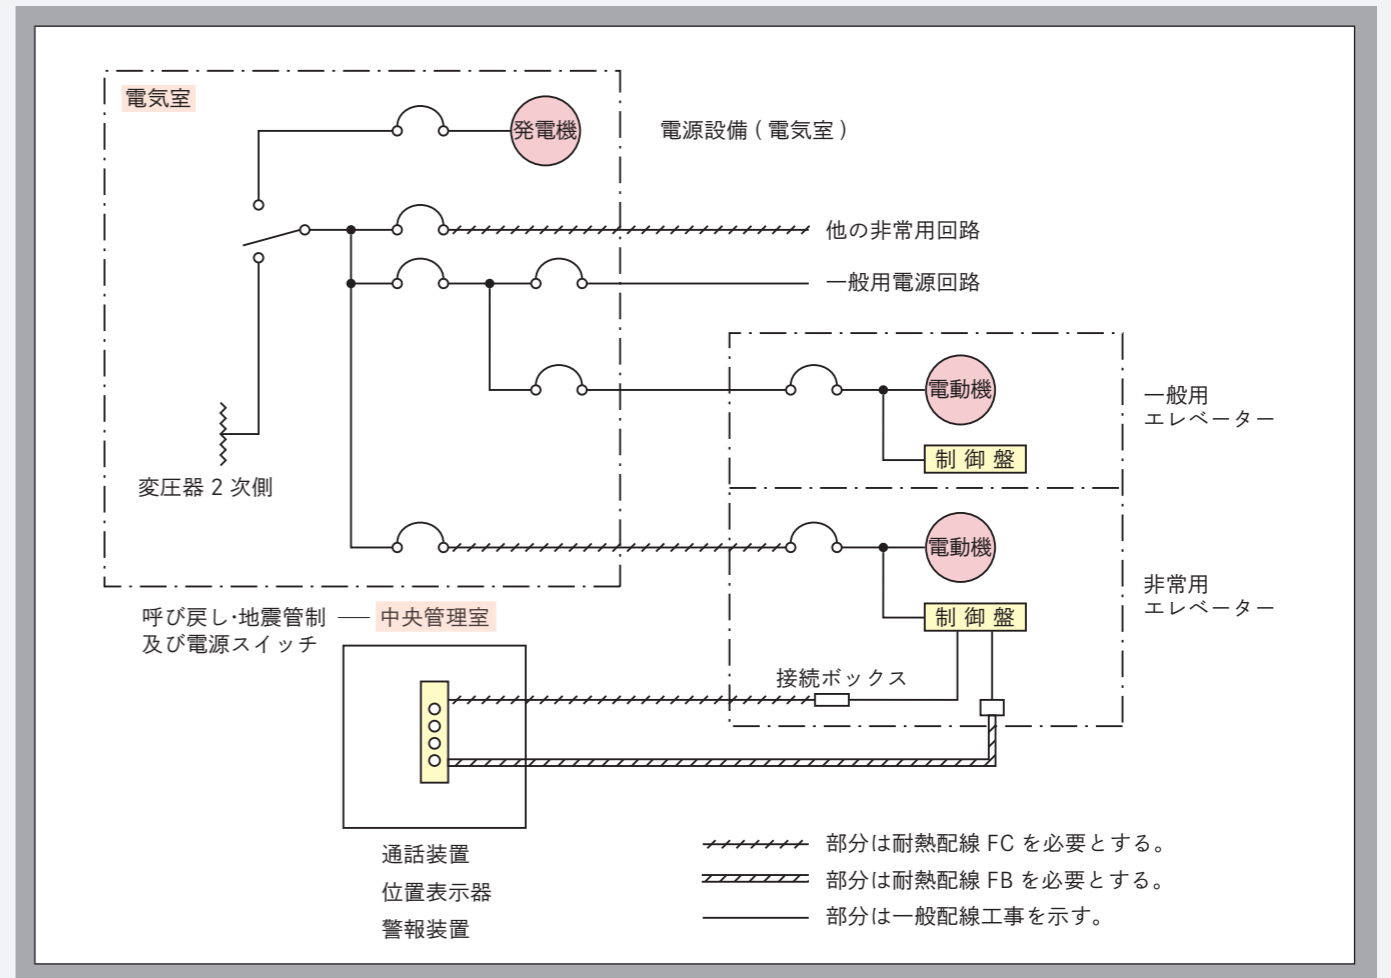 電気室
発電機
電源設備 ( 電気室 )
他の非常用回路
一般用電源回路
電動機
一般用
エレベーター
制 御 盤
変圧器 2 次側
電動機
非常用
エレベーター
制 御 盤
呼び戻し・地震管制
及び電源スイッチ
中央管理室
接続ボックス
通話装置
位置表示器
警報装置
部分は耐熱配線 FC を必要とする。
部分は耐熱配線 FB を必要とする。
部分は一般配線工事を示す。